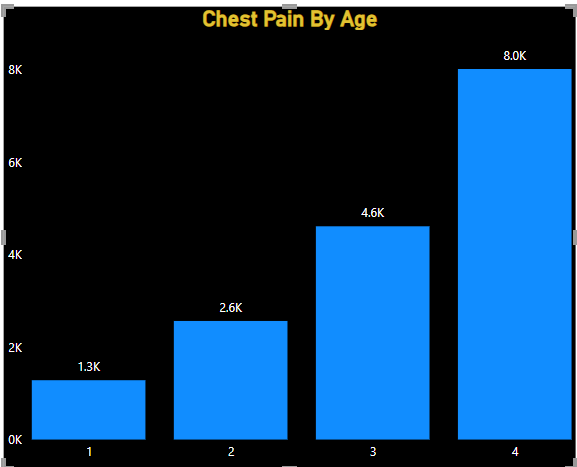 Chest Pain By Age
8.0K
8K
6K
4.6K
4K
2.6K
2K
1.3K
0K
1 2 3 4